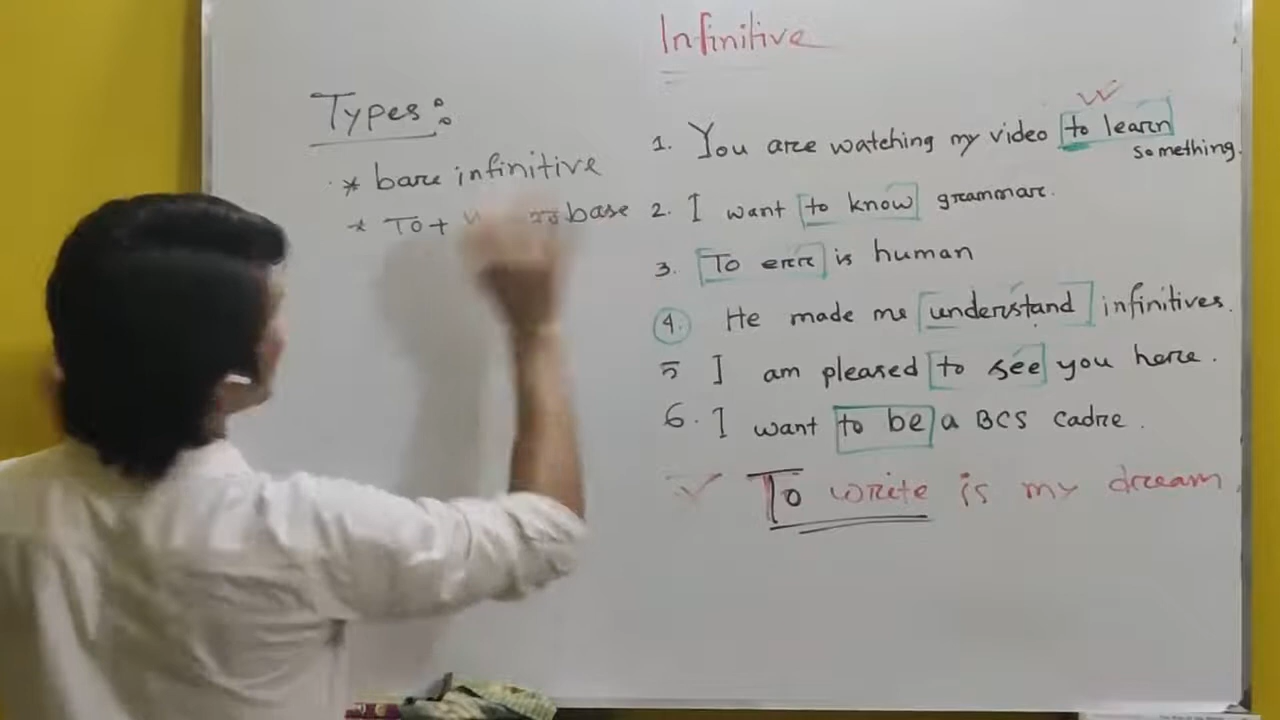 Infinitive
Types:
* bare infinitive
* To + base
1. You are watching my video to learn
something.
2. I want to know grammar.
3. To err is human
4. He made me understand infinitives.
5 I am pleased to see you here.
6. I want to be a BCS cadre.
To write is my dream.